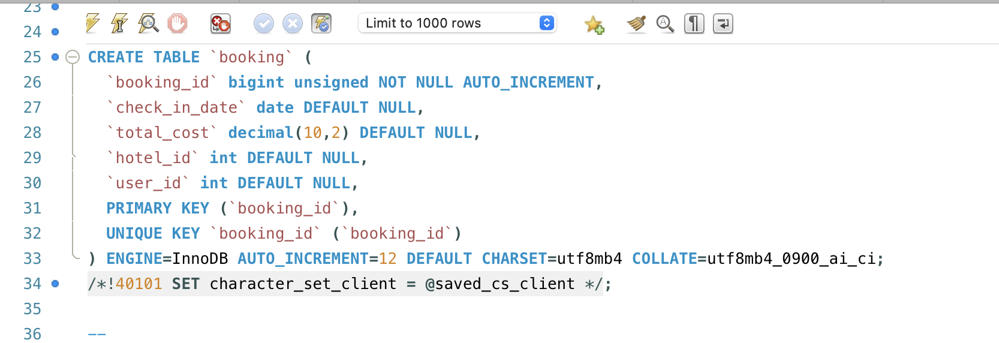 23
24
Limit to 1000 rows
25 CREATE TABLE `booking` (
26 `booking_id` bigint unsigned NOT NULL AUTO_INCREMENT,
27 `check_in_date` date DEFAULT NULL,
28 `total_cost` decimal(10,2) DEFAULT NULL,
29 `hotel_id` int DEFAULT NULL,
30 `user_id` int DEFAULT NULL,
31 PRIMARY KEY (`booking_id`),
32 UNIQUE KEY `booking_id` (`booking_id`)
33 ) ENGINE=InnoDB AUTO_INCREMENT=12 DEFAULT CHARSET=utf8mb4 COLLATE=utf8mb4_0900_ai_ci;
34 /*!40101 SET character_set_client = @saved_cs_client */;
35
36 --